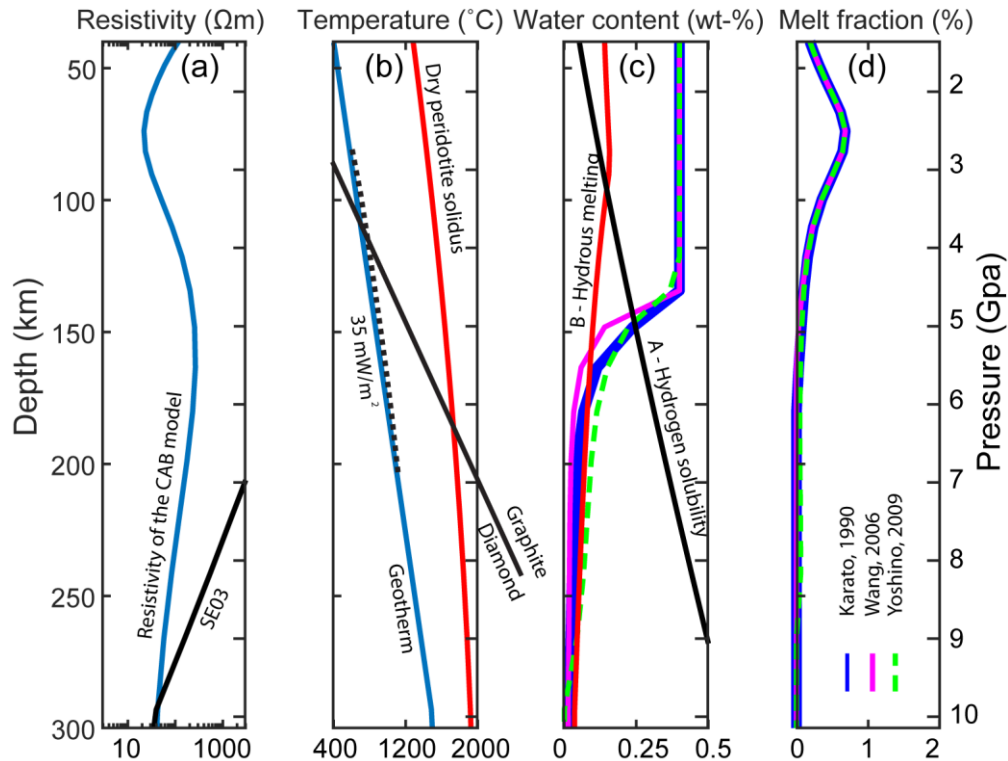 Resistivity (Ωm)
Temperature (°C)
Water content (wt-%)
Melt fraction (%)
(a)
(b)
(c)
(d)
Depth (km)
50
100
150
200
250
300
Resistivity of the CAB model
SE03
10
1000
Dry peridotite solidus
35 mW/m²
Geotherm
Graphite
Diamond
400
1200
2000
B - Hydrous melting
A - Hydrogen solubility
0
0.25
0.5
Karato, 1990
Wang, 2006
Yoshino, 2009
0
1
2
2
3
4
5
6
7
8
9
10
Pressure (Gpa)